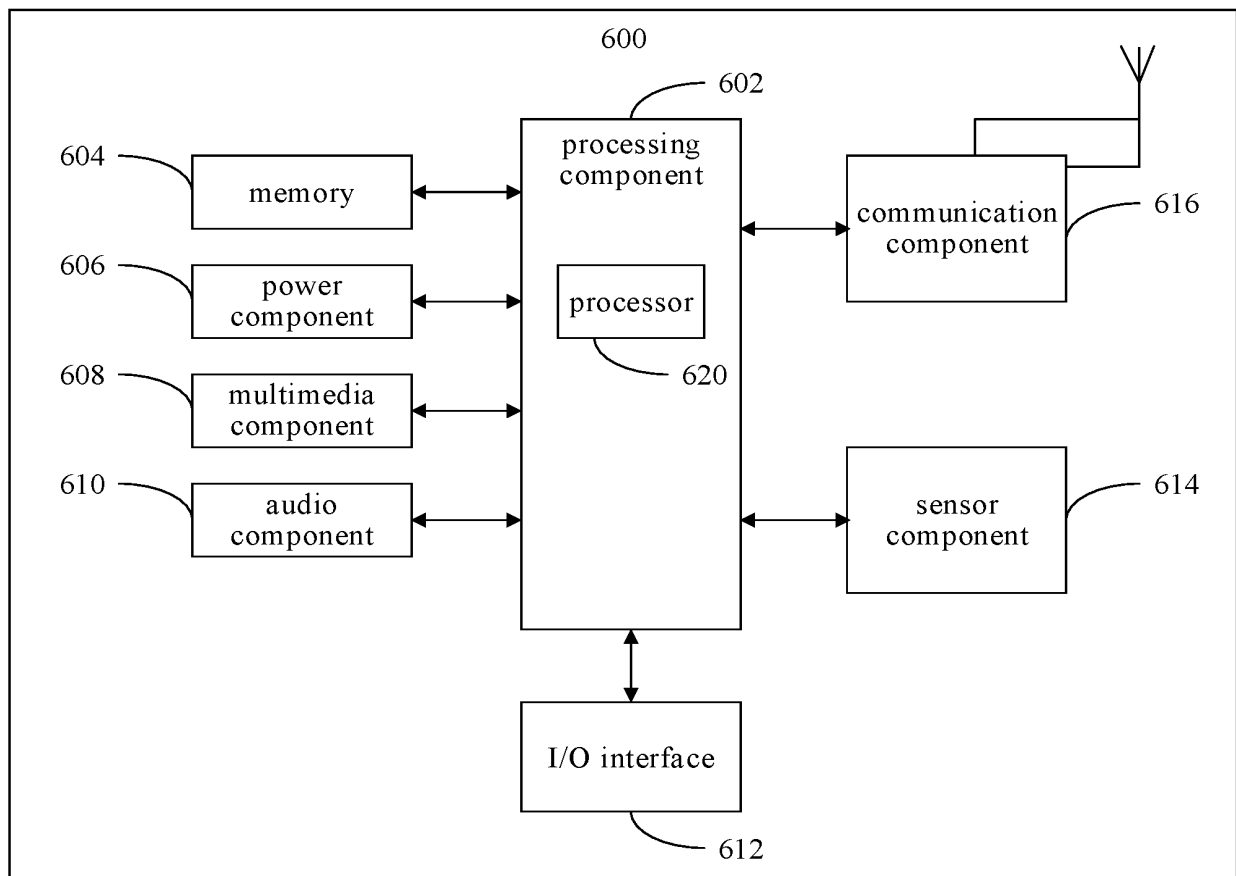 600
602
processing
component
604
memory
communication
component
616
606
power
component
processor
620
608
multimedia
component
610
audio
component
sensor
component
614
I/O interface
612